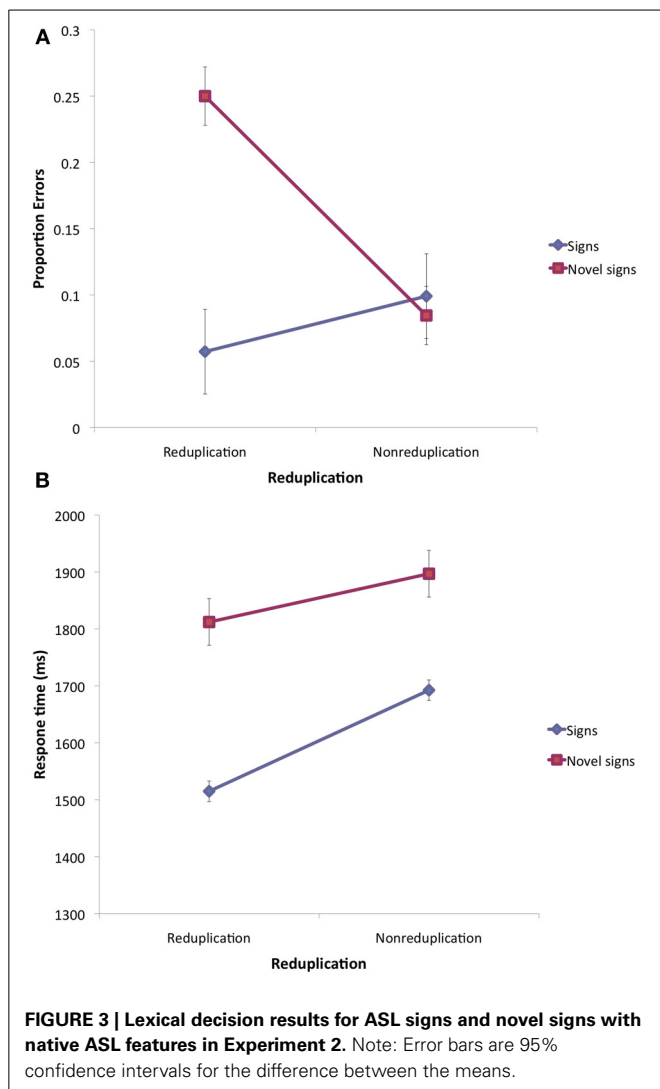 A
0.3
0.25
0.2
0.15
0.1
0.05
0
Proportion Errors
Signs
Novel signs
Reduplication Nonreduplication
Reduplication
B
2000
1900
1800
1700
1600
1500
1400
1300
Respone time (ms)
Signs
Novel signs
Reduplication Nonreduplication
Reduplication
FIGURE 3 | Lexical decision results for ASL signs and novel signs with
native ASL features in Experiment 2. Note: Error bars are 95%
confidence intervals for the difference between the means.